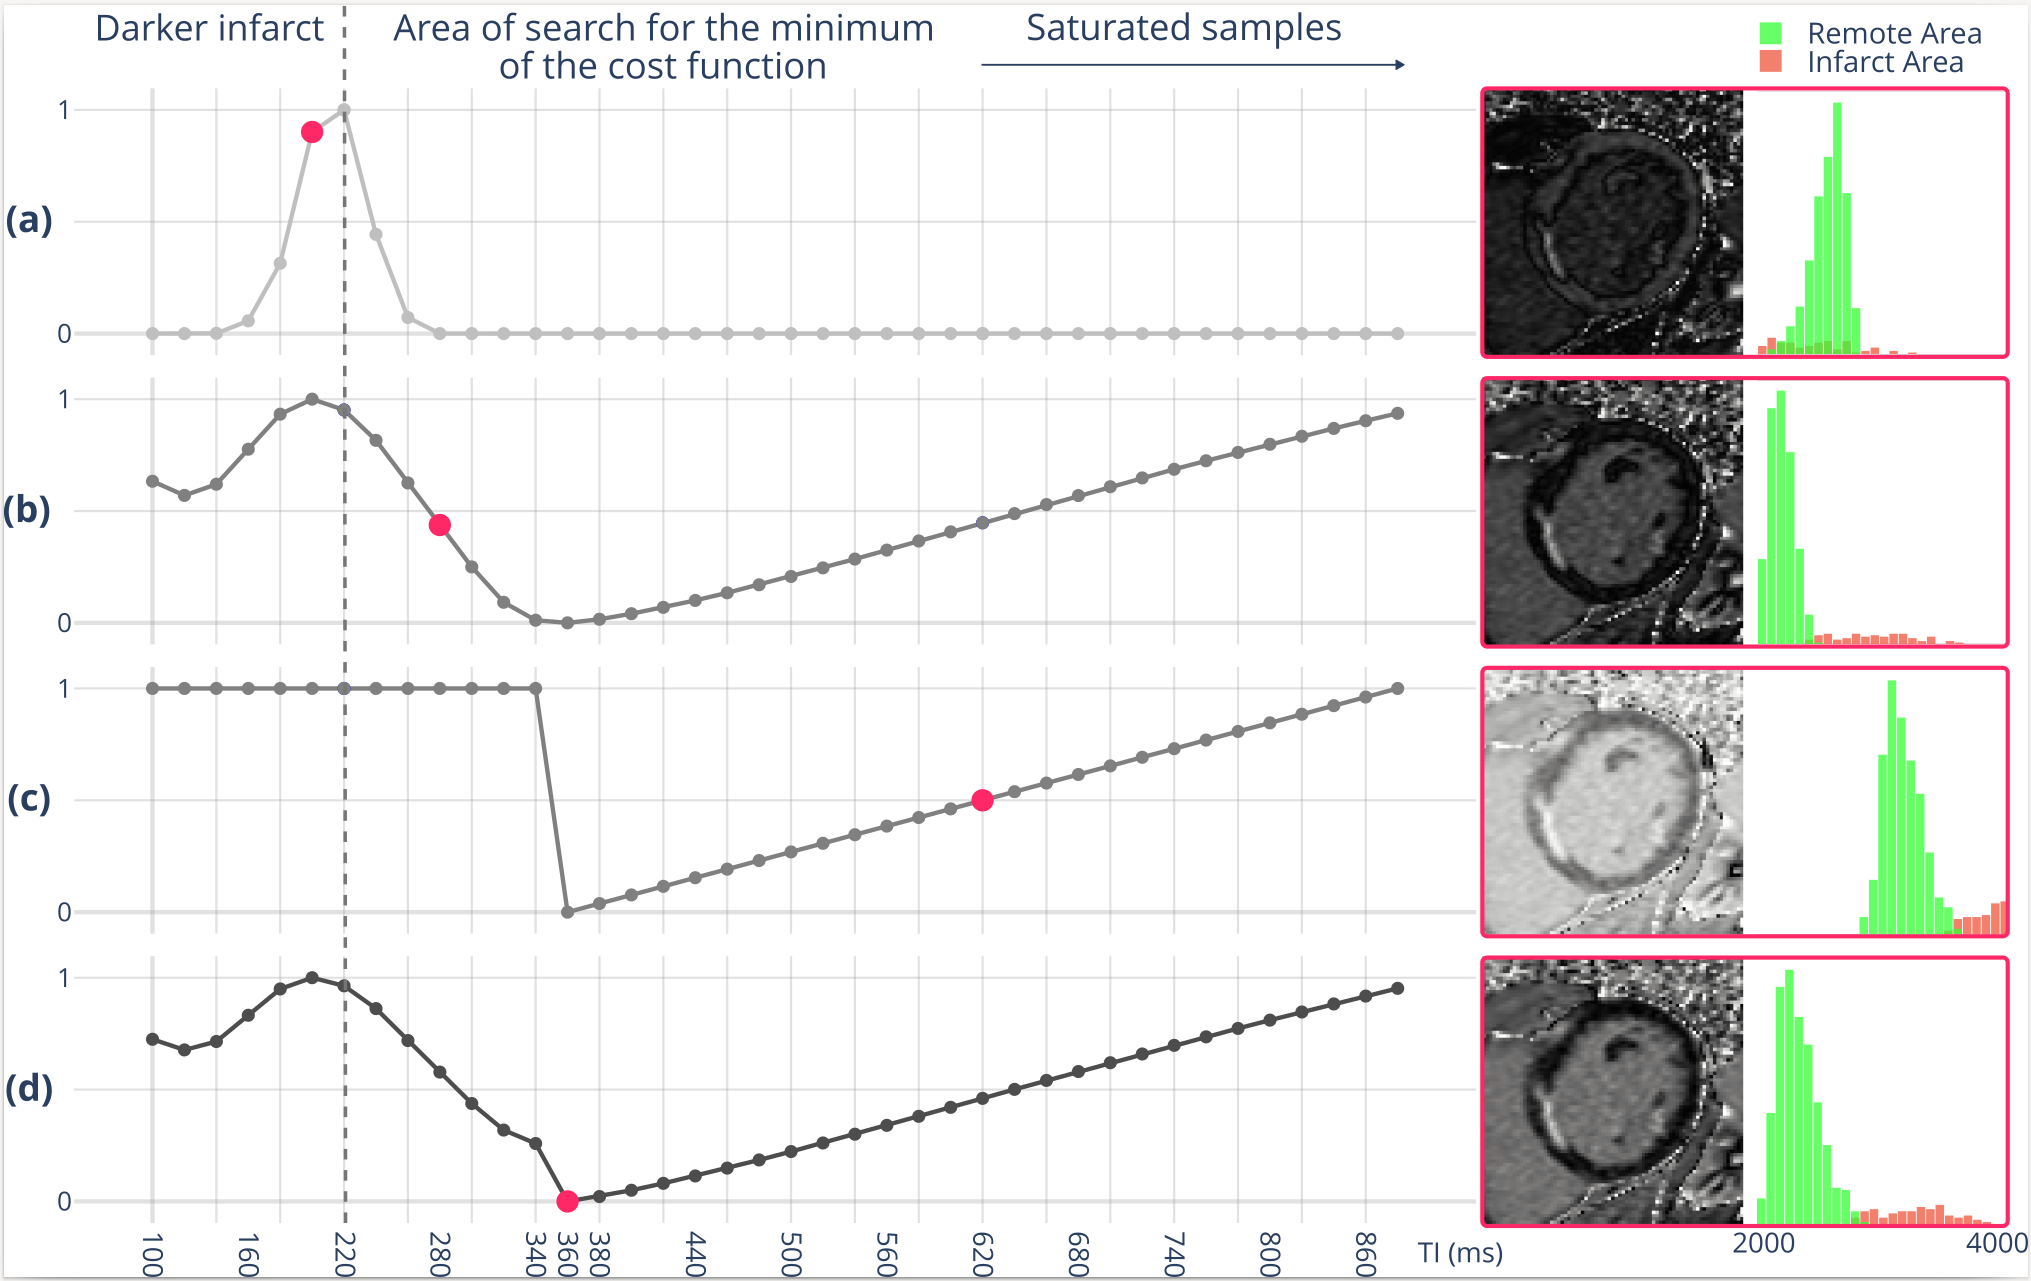 Darker infarct
Area of search for the minimum
of the cost function
Saturated samples
Remote Area
Infarct Area
(a)
1
0
(b)
1
0
(c)
1
0
(d)
1
0
100
160
220
280
340
360
380
440
500
560
620
680
740
800
860
TI (ms)
2000
4000